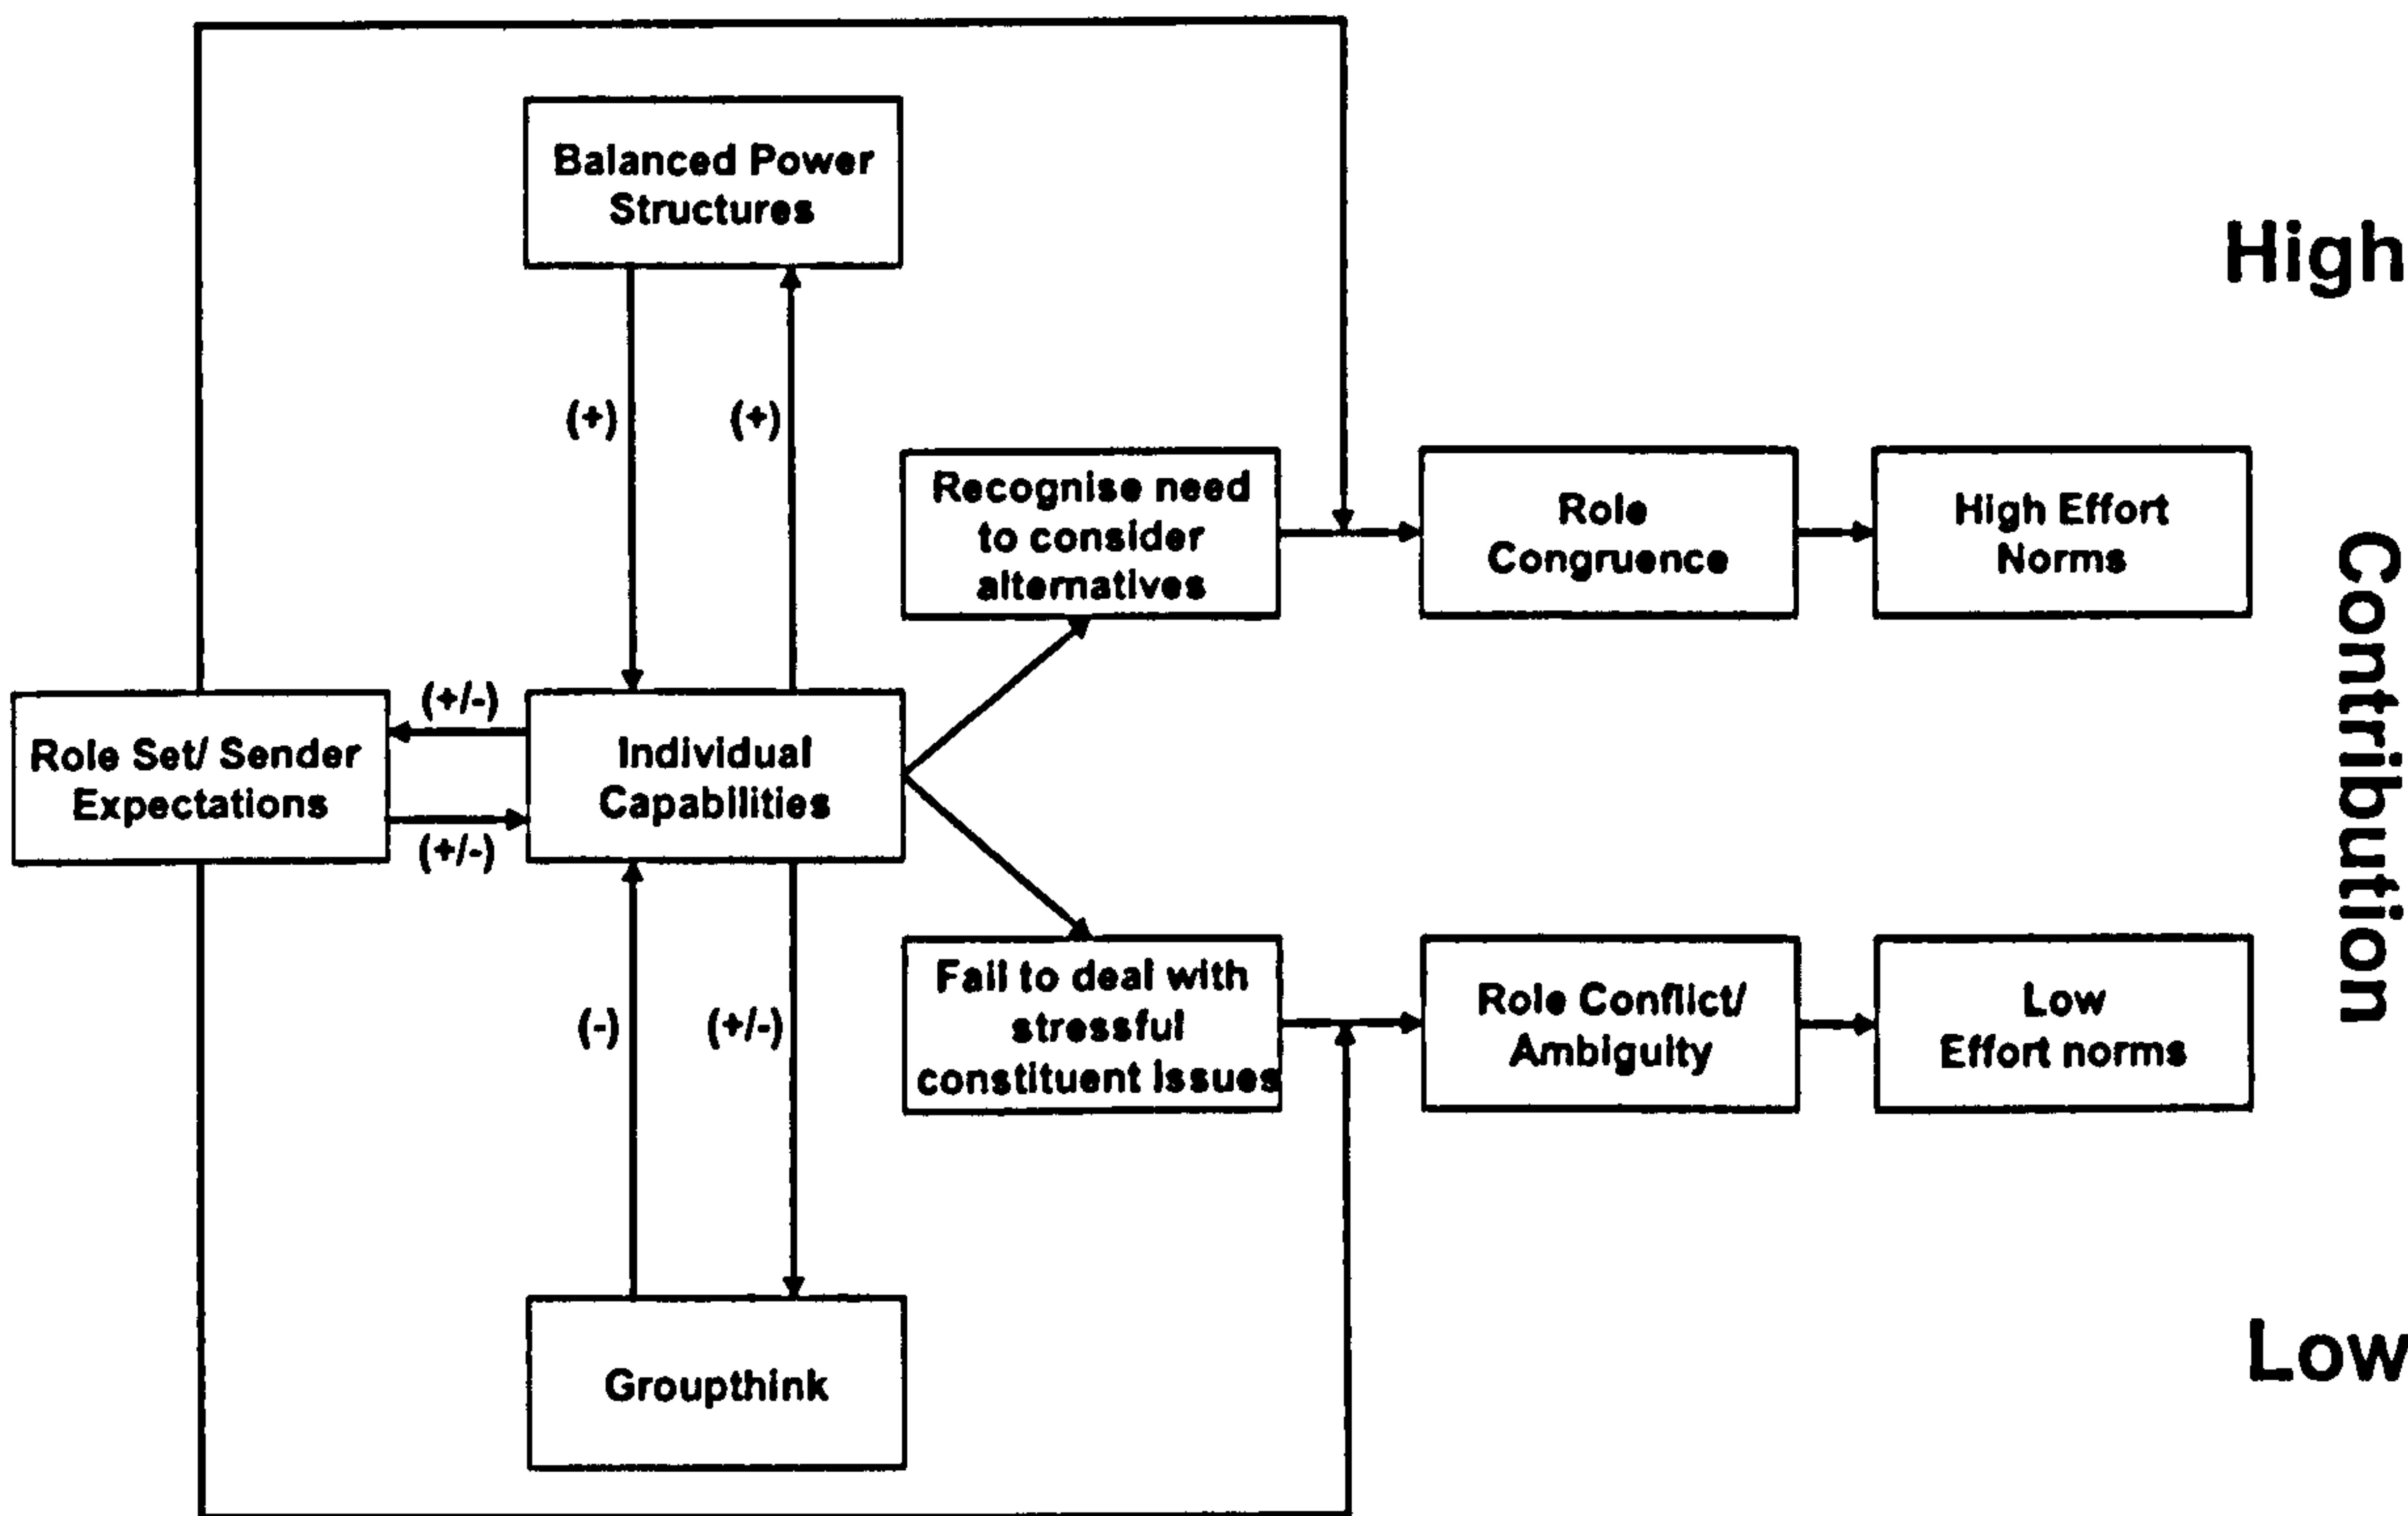 Balanced Power
Structures
High
(+)
(+)
Recognise need
to consider
alternatives
Role
Congruence
High Effort
Norms
Contribution
(+/-)
Role Set/ Sender
Expectations
(+/-)
Individual
Capabilities
Fail to deal with
stressful
constituent issues
(-)
(+/-)
Role Conflict/
Ambiguity
Low
Effort norms
Groupthink
Low